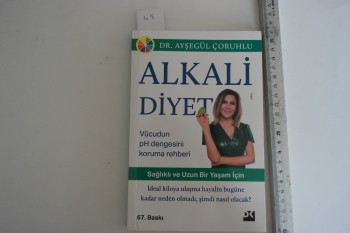 DR. AYŞEGÜL ÇORUHLU
ALKALİ
DİYET
Vücudun
pH dengesini
koruma rehberi
Sağlıklı ve Uzun Bir Yaşam İçin
İdeal kiloya ulaşma hayalin bugüne
kadar neden olmadı, şimdi nasıl olacak?
67. Baskı